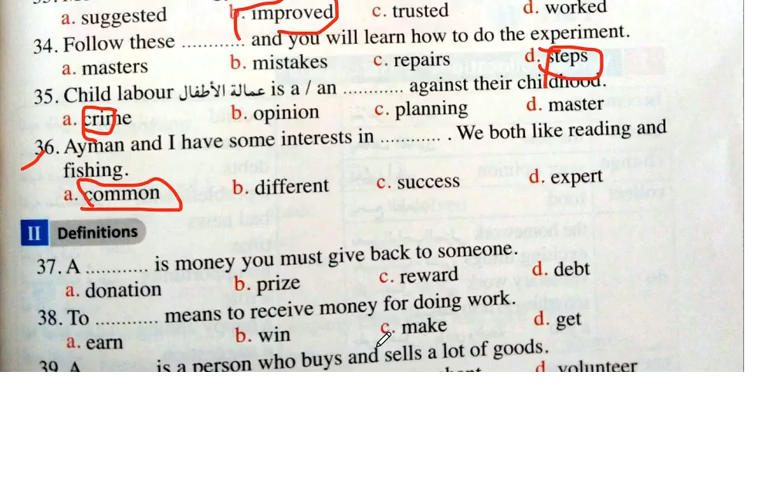 a. suggested b. improved c. trusted d. worked
34. Follow these ............ and you will learn how to do the experiment.
a. masters b. mistakes c. repairs d. steps
35. Child labour عمالة الأطفال is a / an ............ against their childhood.
a. crime b. opinion c. planning d. master
36. Ayman and I have some interests in ............ . We both like reading and
fishing.
a. common b. different c. success d. expert
II Definitions
37. A ............ is money you must give back to someone.
a. donation b. prize c. reward d. debt
38. To ............ means to receive money for doing work.
a. earn b. win c. make d. get
39. A is a person who buys and sells a lot of goods.
d. volunteer